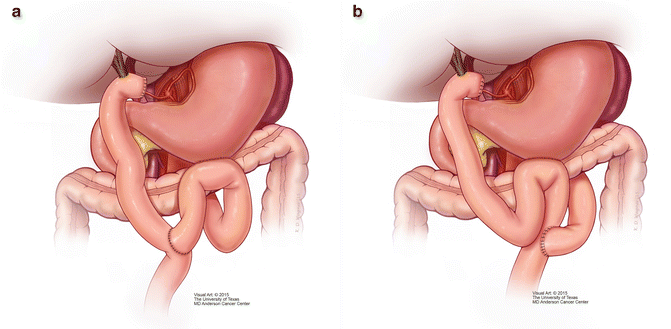 a
b
Visual Art: © 2015
The University of Texas
MD Anderson Cancer Center
Visual Art: © 2015
The University of Texas
MD Anderson Cancer Center